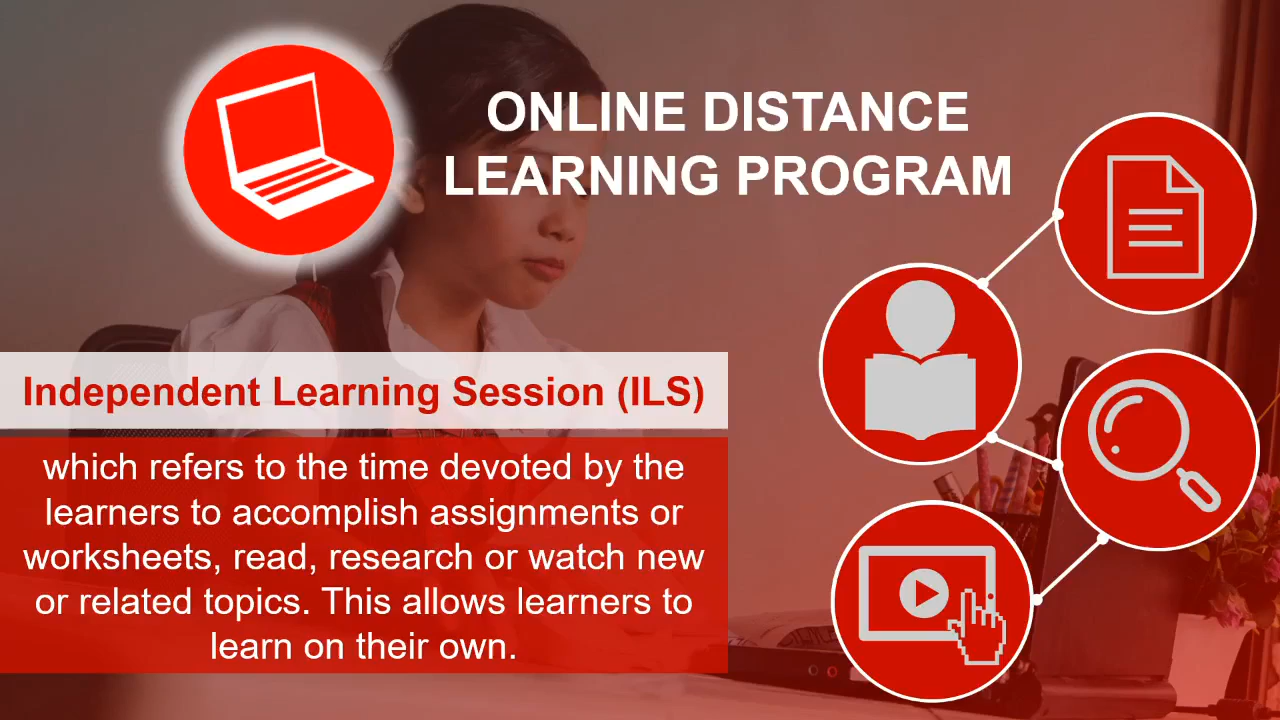 ONLINE DISTANCE
LEARNING PROGRAM
Independent Learning Session (ILS)
which refers to the time devoted by the
learners to accomplish assignments or
worksheets, read, research or watch new
or related topics. This allows learners to
learn on their own.